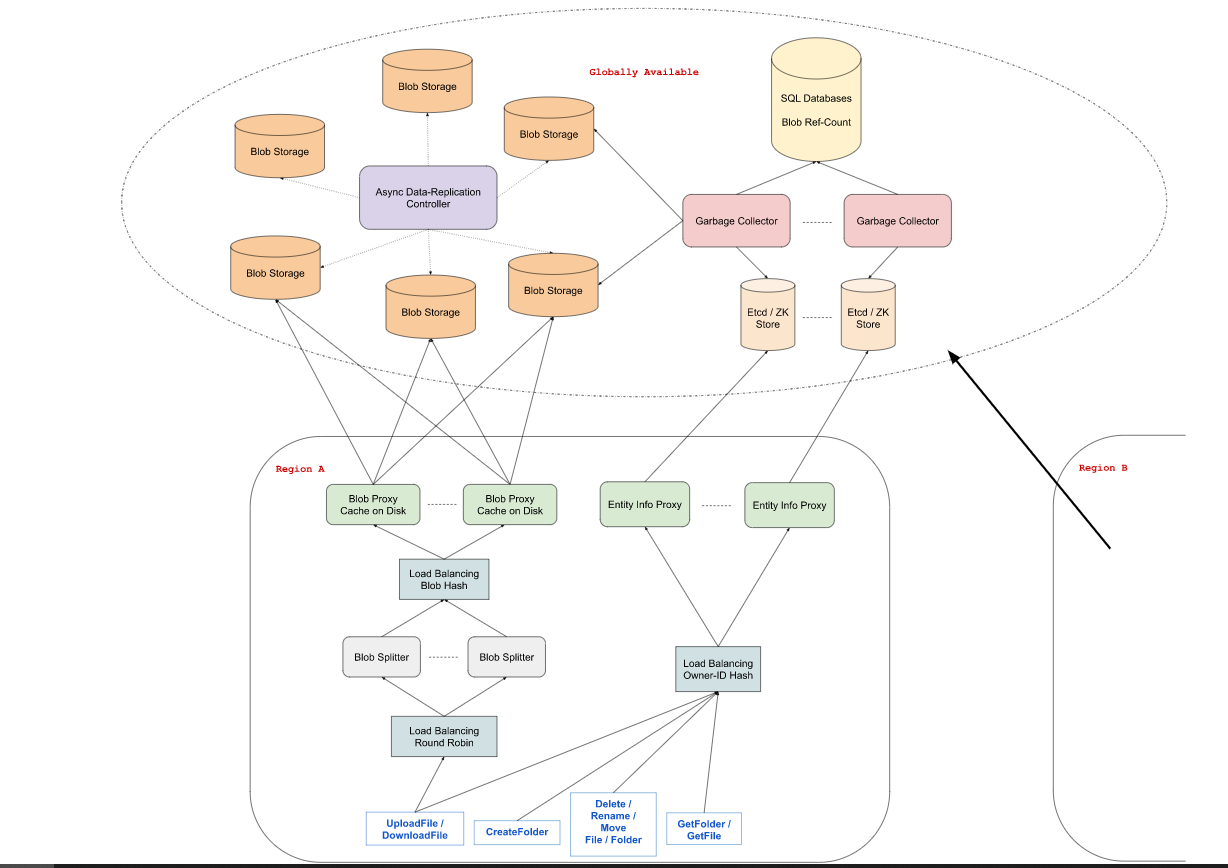 Globally Available
Blob Storage
Blob Storage
Blob Storage
SQL Databases
Blob Ref-Count
Async Data-Replication
Controller
Garbage Collector
Garbage Collector
Blob Storage
Blob Storage
Blob Storage
Etcd / ZK
Store
Etcd / ZK
Store
Region A
Region B
Blob Proxy
Cache on Disk
Blob Proxy
Cache on Disk
Entity Info Proxy
Entity Info Proxy
Load Balancing
Blob Hash
Blob Splitter
Blob Splitter
Load Balancing
Owner-ID Hash
Load Balancing
Round Robin
UploadFile /
DownloadFile
CreateFolder
Delete /
Rename /
Move
File / Folder
GetFolder /
GetFile